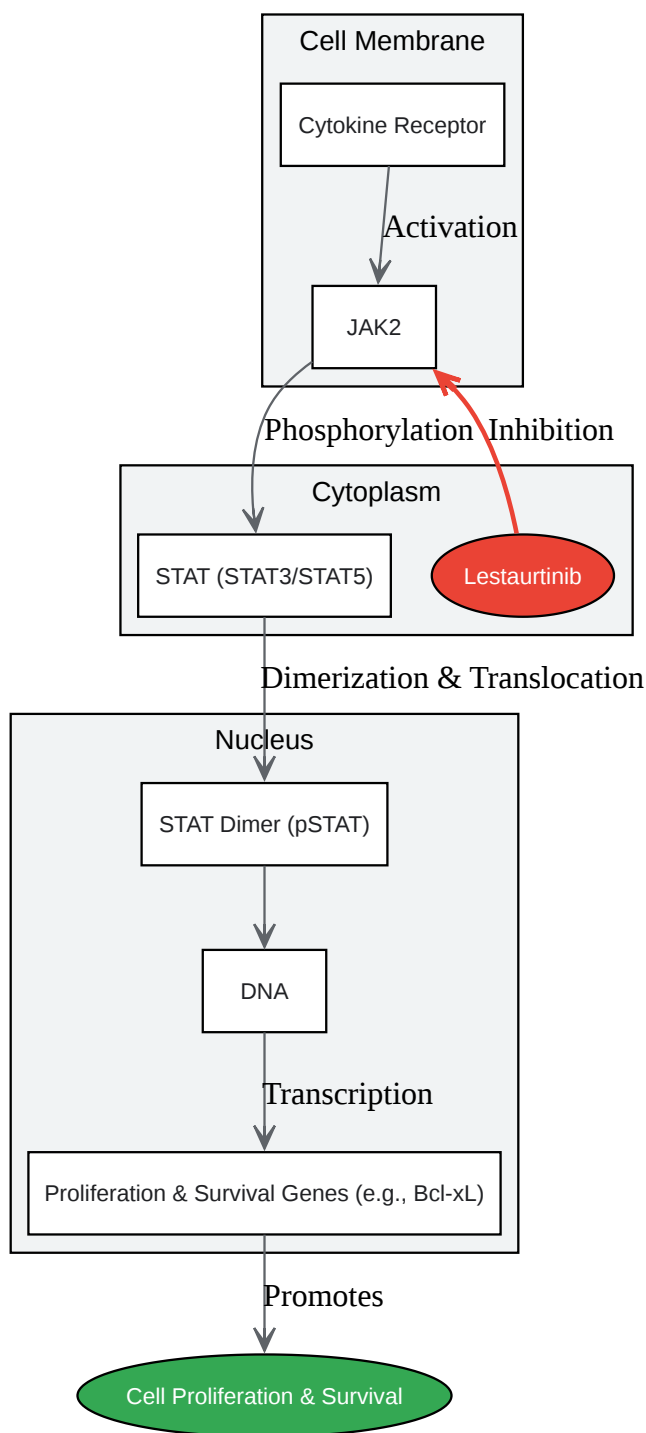 Cell Membrane
Cytokine Receptor
Activation
JAK2
Phosphorylation
Inhibition
Cytoplasm
STAT (STAT3/STAT5)
Lestaurtinib
Dimerization & Translocation
Nucleus
STAT Dimer (pSTAT)
DNA
Transcription
Proliferation & Survival Genes (e.g., Bcl-xL)
Promotes
Cell Proliferation & Survival